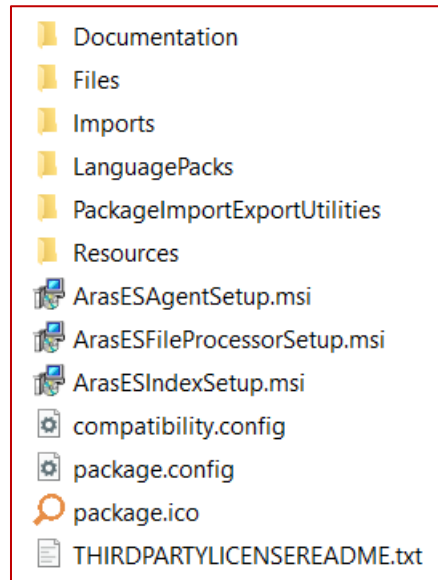 Documentation
Files
Imports
LanguagePacks
PackageImportExportUtilities
Resources
ArasESAgentSetup.msi
ArasESFileProcessorSetup.msi
ArasESIndexSetup.msi
compatibility.config
package.config
package.ico
THIRDPARTYLICENSEREADME.txt